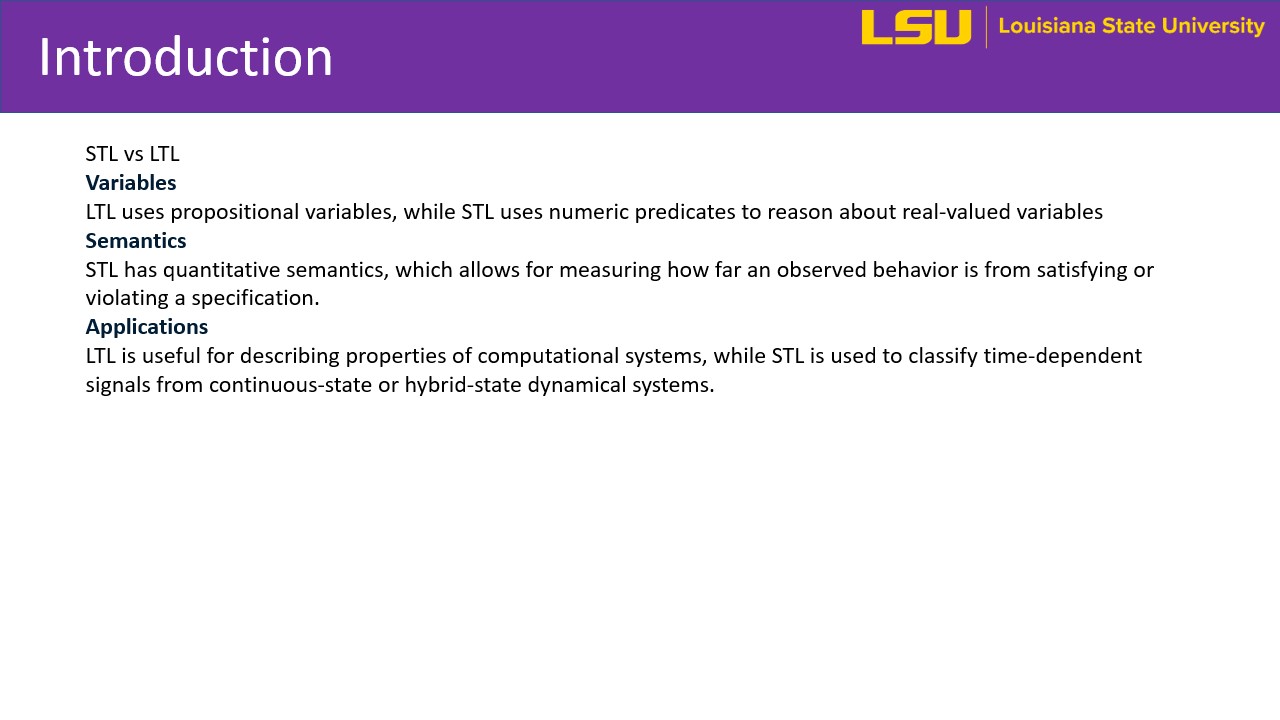 Introduction
LSU | Louisiana State University
STL vs LTL
Variables
LTL uses propositional variables, while STL uses numeric predicates to reason about real-valued variables
Semantics
STL has quantitative semantics, which allows for measuring how far an observed behavior is from satisfying or
violating a specification.
Applications
LTL is useful for describing properties of computational systems, while STL is used to classify time-dependent
signals from continuous-state or hybrid-state dynamical systems.